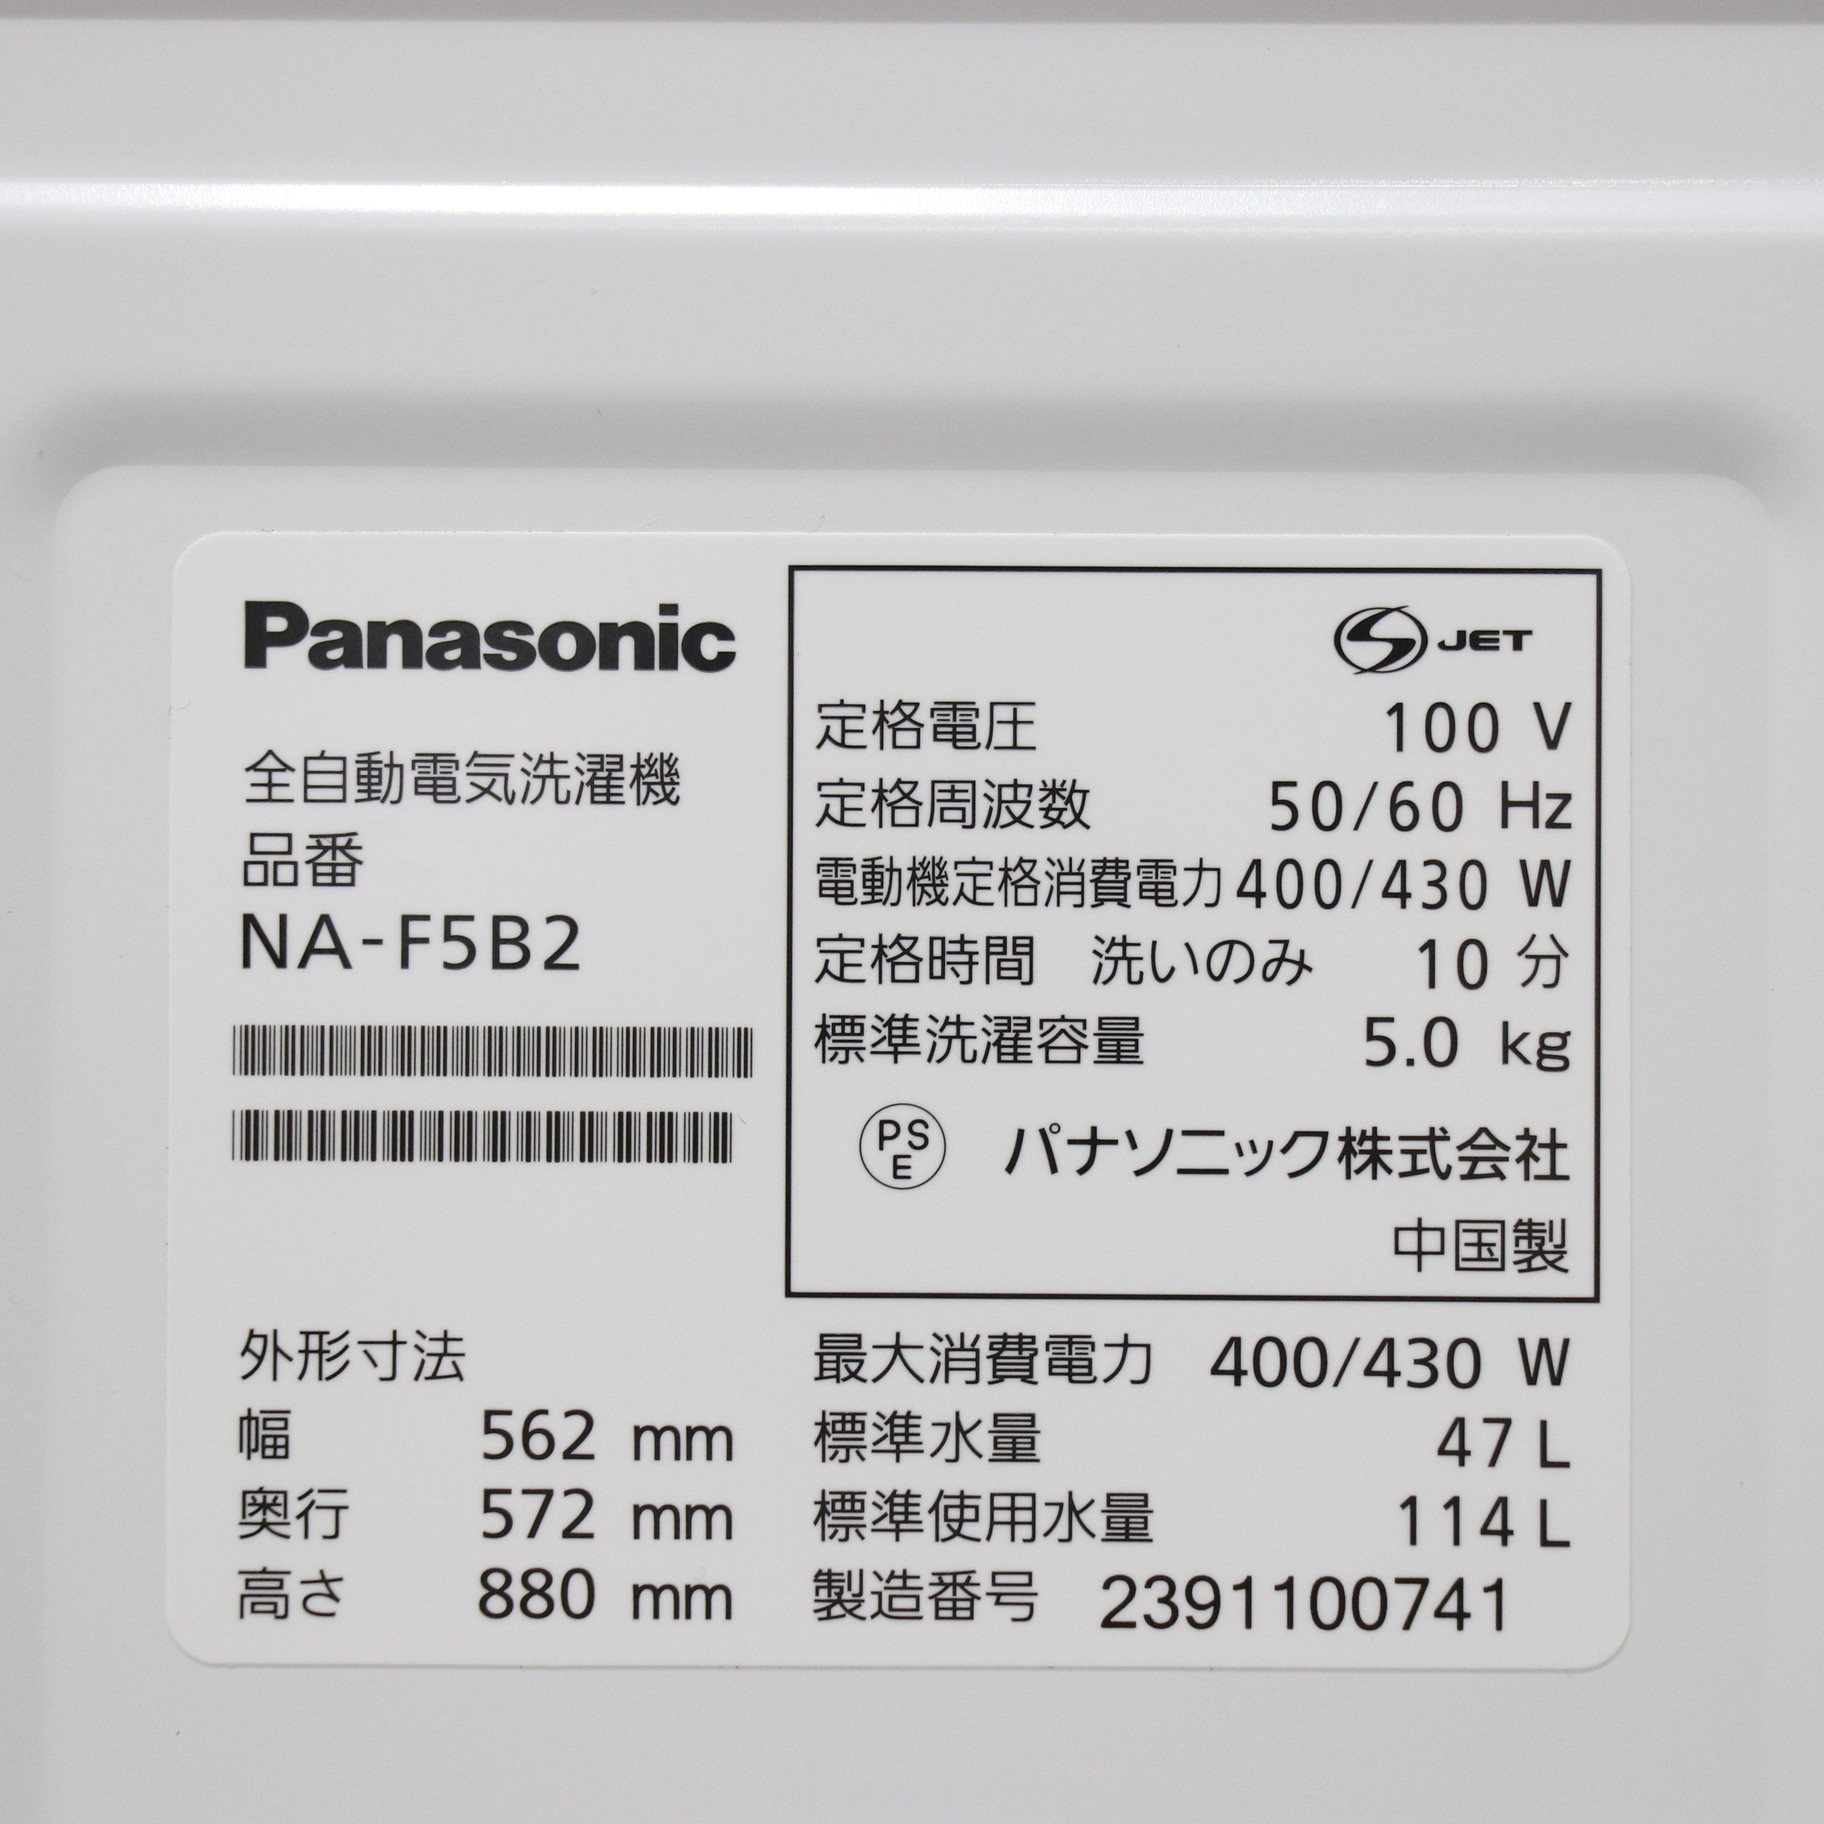 Panasonic
全自動電気洗濯機
品番
NA-F5B2
JET
定格電圧 100 V
定格周波数 50/60 Hz
電動機定格消費電力 400/430 W
定格時間 洗いのみ 10 分
標準洗濯容量 5.0 kg
PSE パナソニック株式会社
中国製
外形寸法
幅 562 mm
奥行 572 mm
高さ 880 mm
最大消費電力 400/430 W
標準水量 47 L
標準使用水量 114 L
製造番号 2391100741